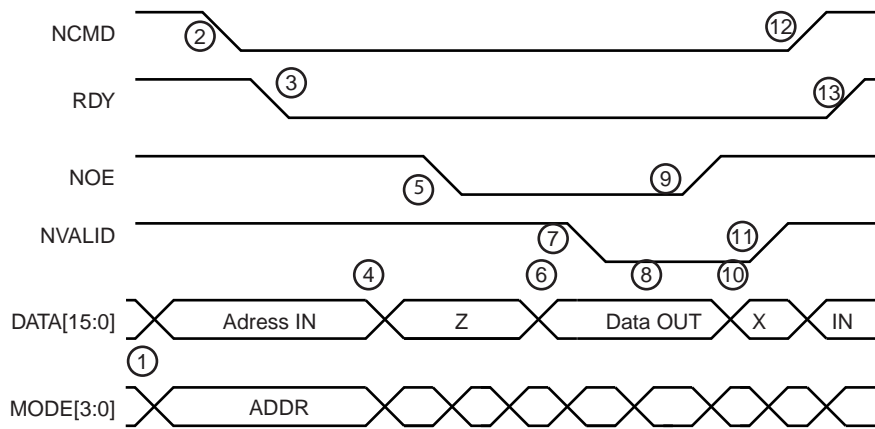 NCMD
2
12
RDY
3
13
NOE
5
9
NVALID
7
11
4
6
8
10
DATA[15:0]
Adress IN
Z
Data OUT
X
IN
1
MODE[3:0]
ADDR